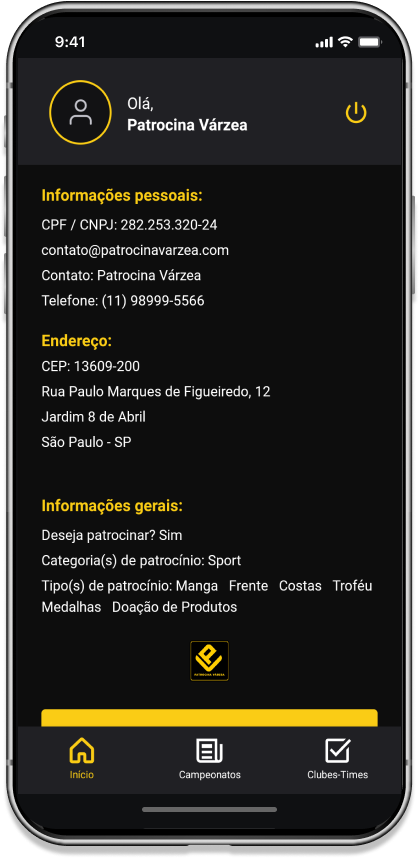 9:41
Olá,
Patrocina Várzea
Informações pessoais:
CPF / CNPJ: 282.253.320-24
contato@patrocinavarzea.com
Contato: Patrocina Várzea
Telefone: (11) 98999-5566
Endereço:
CEP: 13609-200
Rua Paulo Marques de Figueiredo, 12
Jardim 8 de Abril
São Paulo - SP
Informações gerais:
Deseja patrocinar? Sim
Categoria(s) de patrocínio: Sport
Tipo(s) de patrocínio: Manga Frente Costas Troféu
Medalhas Doação de Produtos
PATROCINA VÁRZEA
Início Campeonatos Clubes-Times